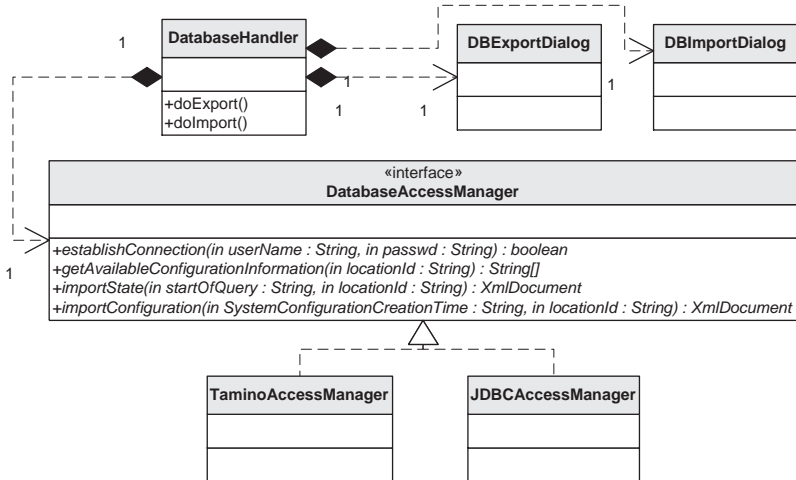 1
DatabaseHandler
DBExportDialog
DBImportDialog
1
1
1
1
+doExport()
+doImport()
«interface»
DatabaseAccessManager
1
+establishConnection(in userName : String, in passwd : String) : boolean
+getAvailableConfigurationInformation(in locationId : String) : String[]
+importState(in startOfQuery : String, in locationId : String) : XmlDocument
+importConfiguration(in SystemConfigurationCreationTime : String, in locationId : String) : XmlDocument
TaminoAccessManager
JDBCAccessManager